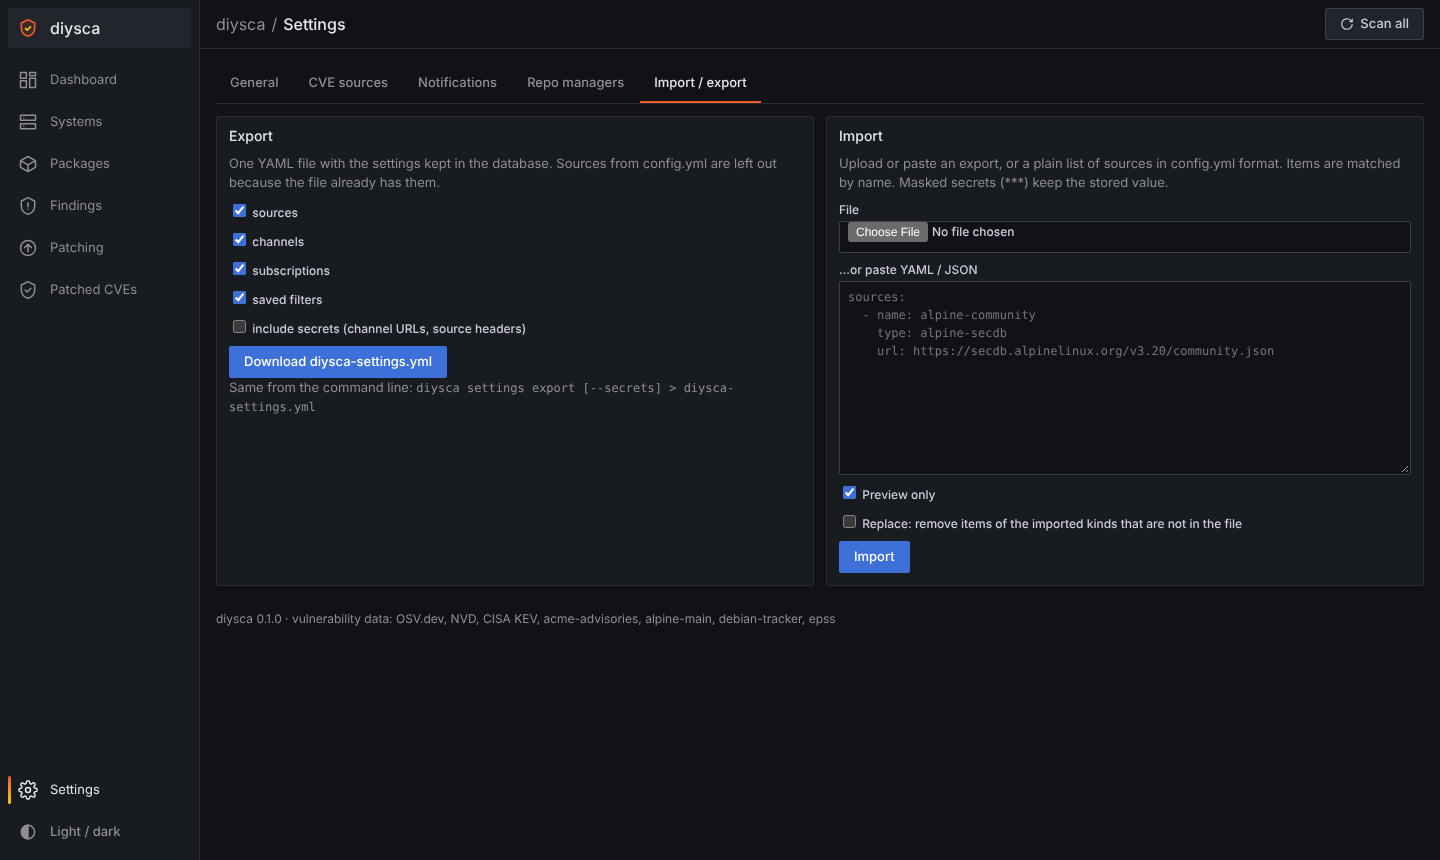 diysca
diysca / Settings
Scan all
Dashboard
Systems
Packages
Findings
Patching
Patched CVEs
Settings
Light / dark
General
CVE sources
Notifications
Repo managers
Import / export
Export
One YAML file with the settings kept in the database. Sources from config.yml are left out
because the file already has them.
sources
channels
subscriptions
saved filters
include secrets (channel URLs, source headers)
Download diysca-settings.yml
Same from the command line: diysca settings export [--secrets] > diysca-
settings.yml
Import
Upload or paste an export, or a plain list of sources in config.yml format. Items are matched
by name. Masked secrets (***) keep the stored value.
File
Choose File No file chosen
...or paste YAML / JSON
sources:
  - name: alpine-community
    type: alpine-secdb
    url: https://secdb.alpinelinux.org/v3.20/community.json
Preview only
Replace: remove items of the imported kinds that are not in the file
Import
diysca 0.1.0 · vulnerability data: OSV.dev, NVD, CISA KEV, acme-advisories, alpine-main, debian-tracker, epss